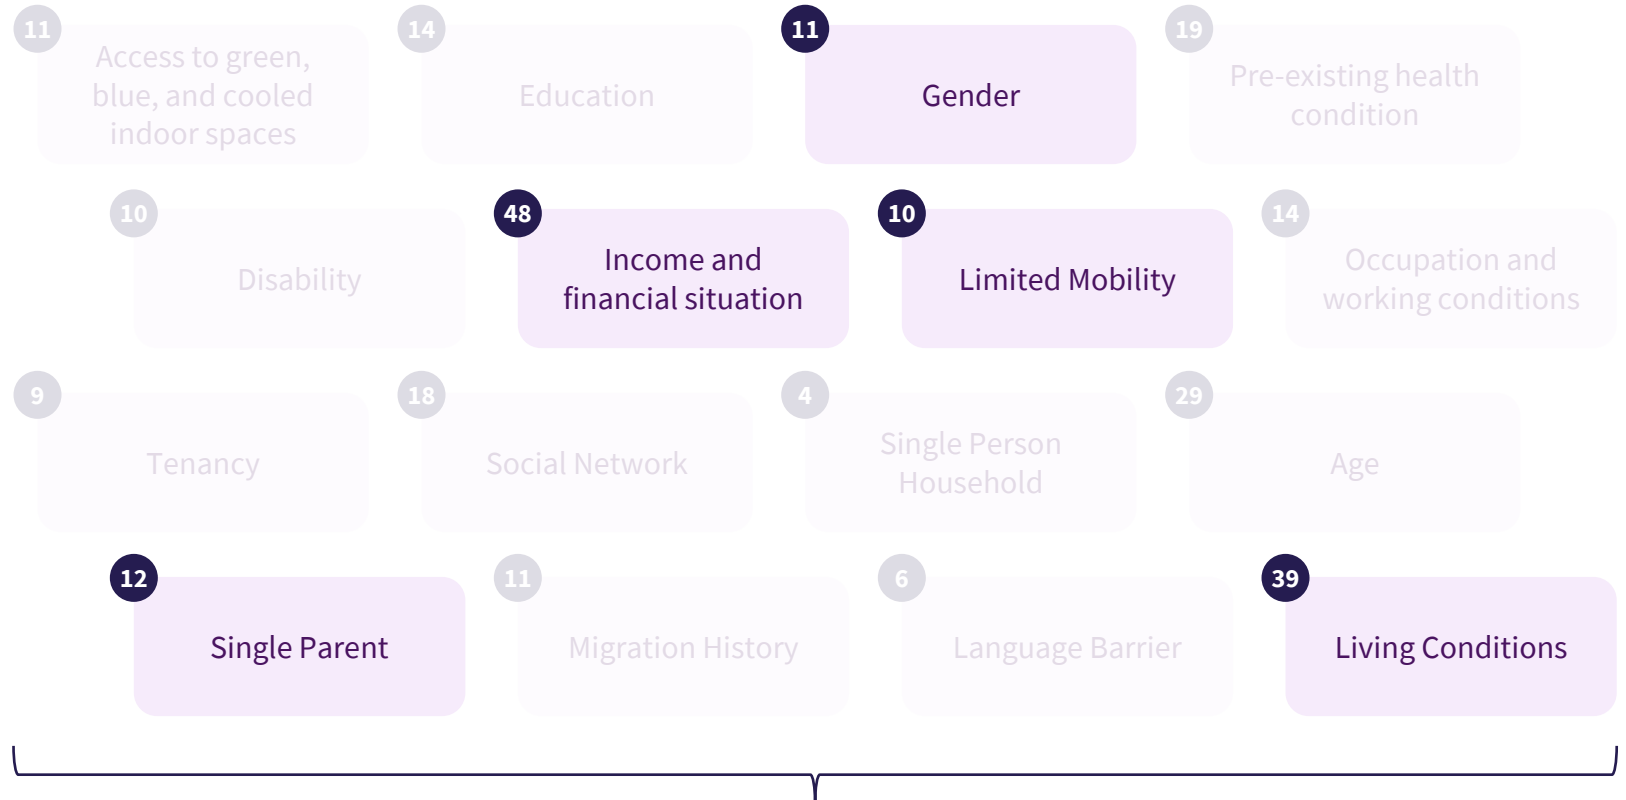 11
Access to green,
blue, and cooled
indoor spaces
14
Education
11
Gender
19
Pre-existing health
condition
10
Disability
48
Income and
financial situation
10
Limited Mobility
14
Occupation and
working conditions
9
Tenancy
18
Social Network
4
Single Person
Household
29
Age
12
Single Parent
11
Migration History
6
Language Barrier
39
Living Conditions